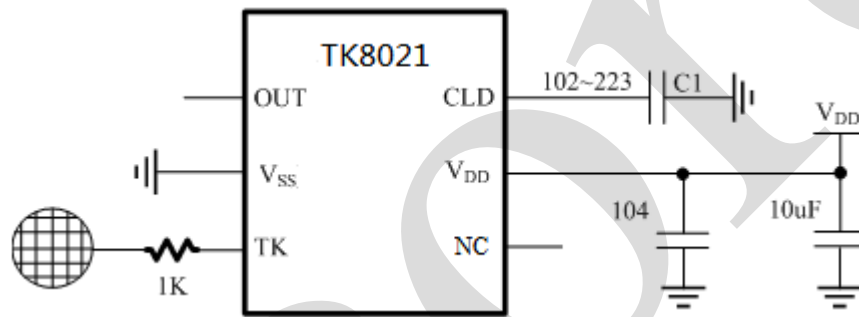 TK8021
OUT
CLD
102~223
C1
VDD
VSS
VDD
104
10uF
TK
NC
1K